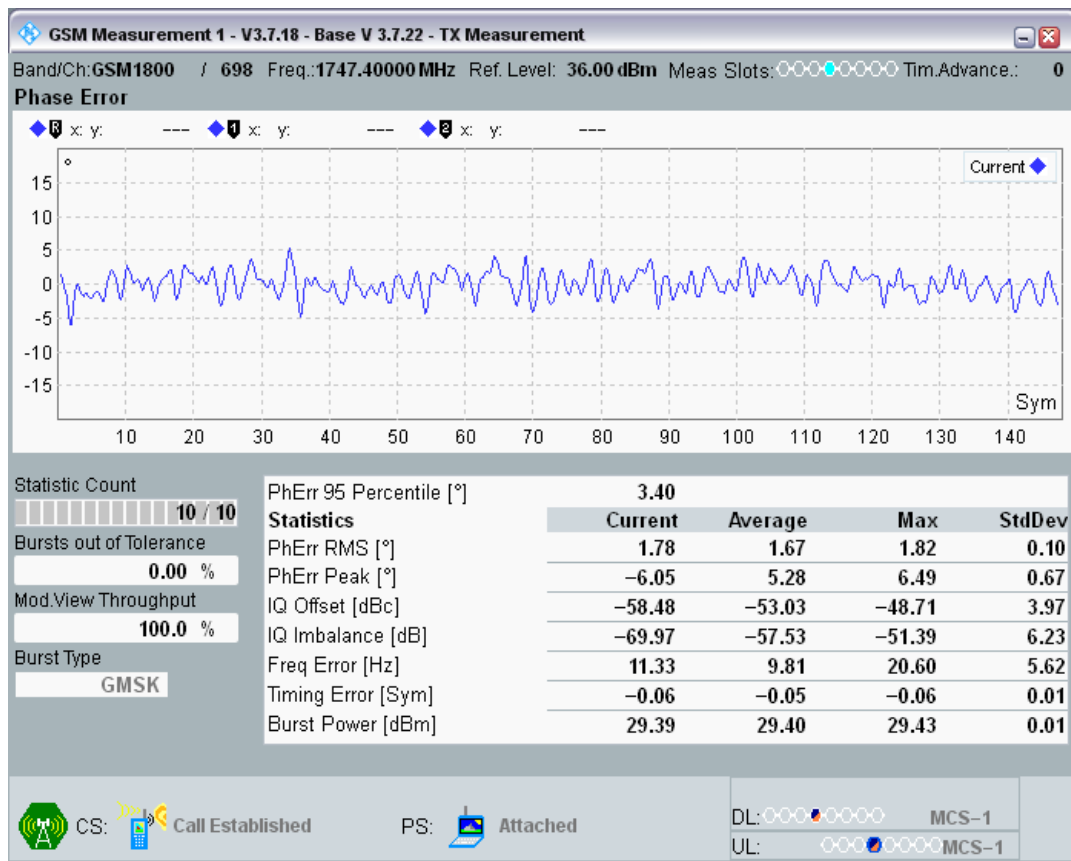 GSM Measurement 1 - V3.7.18 - Base V 3.7.22 - TX Measurement
Band/Ch:GSM1800 / 698 Freq.:1747.40000 MHz Ref. Level: 36.00 dBm Meas Slots: Tim.Advance.: 0
Phase Error
R x: y: --- 1 x: y: --- 2 x: y: ---
°
Current
15
10
5
0
-5
-10
-15
Sym
10 20 30 40 50 60 70 80 90 100 110 120 130 140
Statistic Count
10 / 10
Bursts out of Tolerance
0.00 %
Mod.View Throughput
100.0 %
Burst Type
GMSK
PhErr 95 Percentile [°] 3.40
Statistics Current Average Max StdDev
PhErr RMS [°] 1.78 1.67 1.82 0.10
PhErr Peak [°] −6.05 5.28 6.49 0.67
IQ Offset [dBc] −58.48 −53.03 −48.71 3.97
IQ Imbalance [dB] −69.97 −57.53 −51.39 6.23
Freq Error [Hz] 11.33 9.81 20.60 5.62
Timing Error [Sym] −0.06 −0.05 −0.06 0.01
Burst Power [dBm] 29.39 29.40 29.43 0.01
CS: Call Established PS: Attached
DL: MCS−1
UL: MCS−1